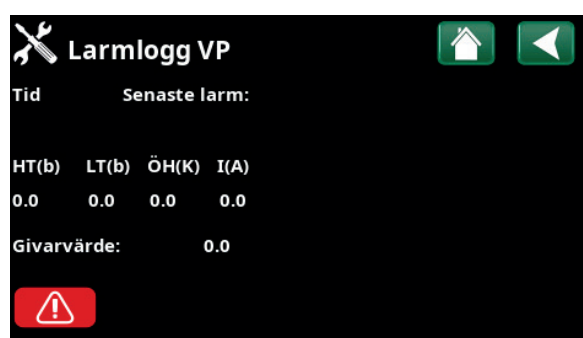 Larmlogg VP
Tid Senaste larm:
HT(b) LT(b) ÖH(K) I(A)
0.0 0.0 0.0 0.0
Givarvärde: 0.0